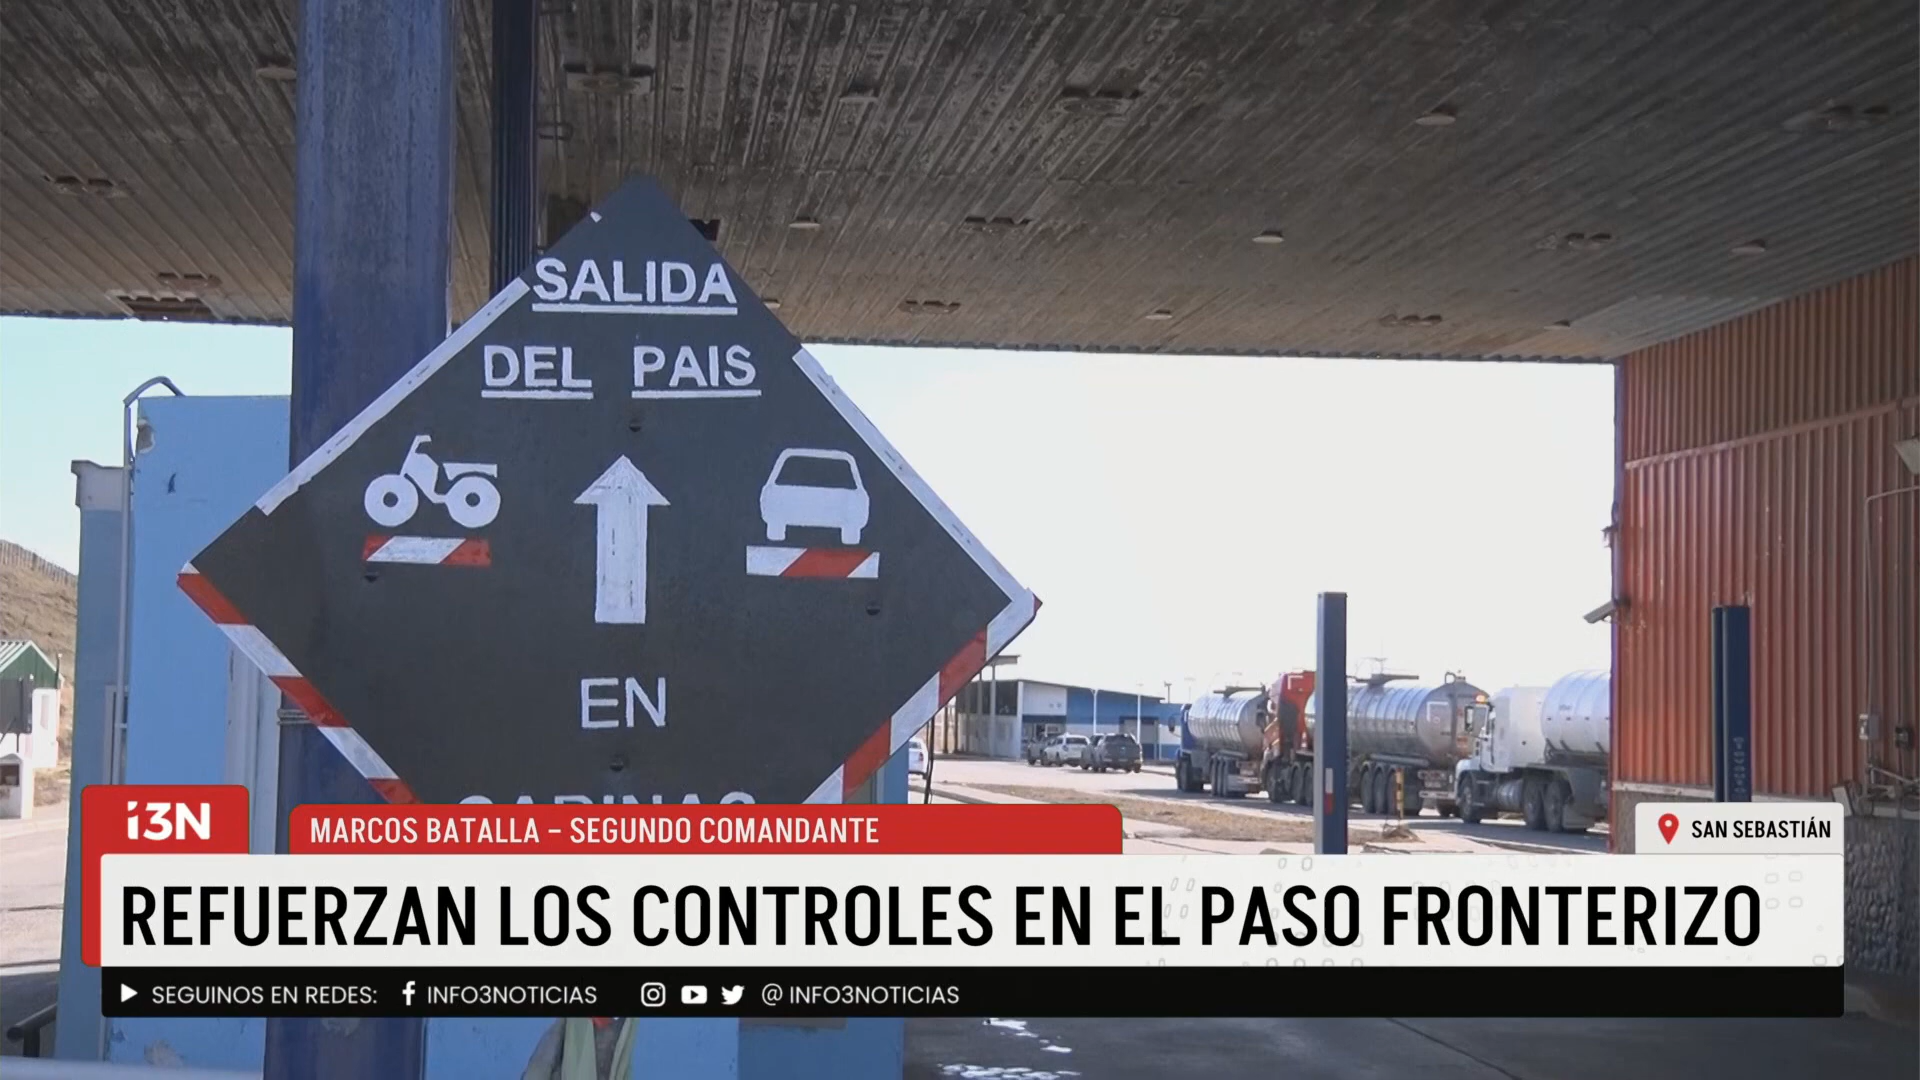 SALIDA
DEL PAIS
EN
CABINAS
i3N
MARCOS BATALLA - SEGUNDO COMANDANTE
SAN SEBASTIÁN
REFUERZAN LOS CONTROLES EN EL PASO FRONTERIZO
SEGUINOS EN REDES: INFO3NOTICIAS @INFO3NOTICIAS